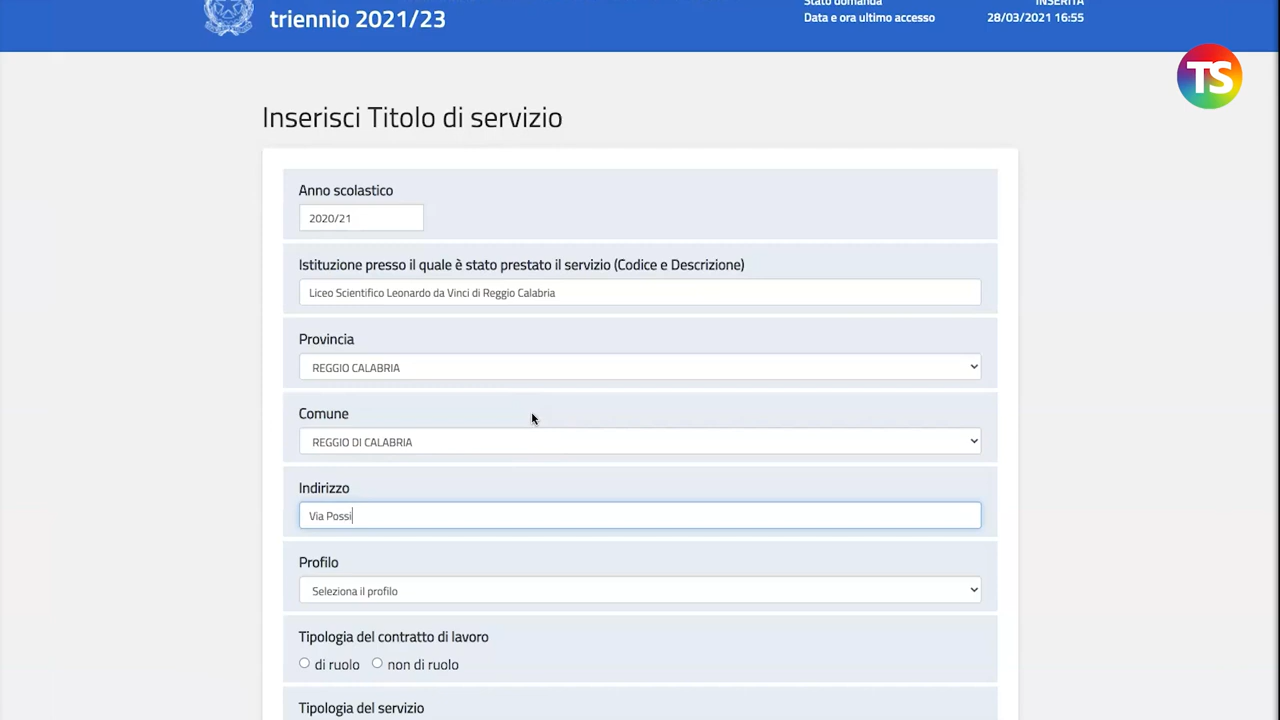 triennio 2021/23
Stato domanda INSERITA
Data e ora ultimo accesso 28/03/2021 16:55
TS
Inserisci Titolo di servizio
Anno scolastico
2020/21
Istituzione presso il quale è stato prestato il servizio (Codice e Descrizione)
Liceo Scientifico Leonardo da Vinci di Reggio Calabria
Provincia
REGGIO CALABRIA
Comune
REGGIO DI CALABRIA
Indirizzo
Via Possi
Profilo
Seleziona il profilo
Tipologia del contratto di lavoro
di ruolo non di ruolo
Tipologia del servizio